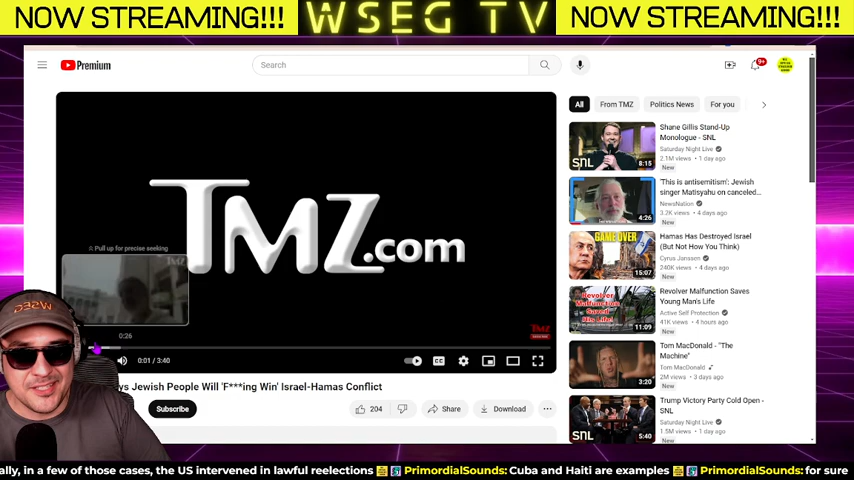 NOW STREAMING!!!
WSEG TV
NOW STREAMING!!!
Premium
Search
9+
All
From TMZ
Politics News
For you
TMZ.com
Pull up for precise seeking
0:26
TMZ
0:01 / 3:40
CC
ys Jewish People Will 'F***ing Win' Israel-Hamas Conflict
Subscribe
204
Share
Download
SNL
8:15
Shane Gillis Stand-Up
Monologue - SNL
Saturday Night Live
2.1M views • 1 day ago
New
4:26
'This is antisemitism': Jewish
singer Matisyahu on canceled...
NewsNation
3.2K views • 4 days ago
New
GAME OVER
15:07
Hamas Has Destroyed Israel
(But Not How You Think)
Cyrus Janssen
240K views • 4 days ago
Revolver
Malfunction
Saved
His Life!
11:09
Revolver Malfunction Saves
Young Man's Life
Active Self Protection
41K views • 4 hours ago
New
3:20
Tom MacDonald - "The
Machine"
Tom MacDonald
2M views • 3 days ago
New
SNL
5:40
Trump Victory Party Cold Open -
SNL
Saturday Night Live
1.5M views • 1 day ago
New
WSEG
ally, in a few of those cases, the US intervened in lawful reelections PrimordialSounds: Cuba and Haiti are examples PrimordialSounds: for sure